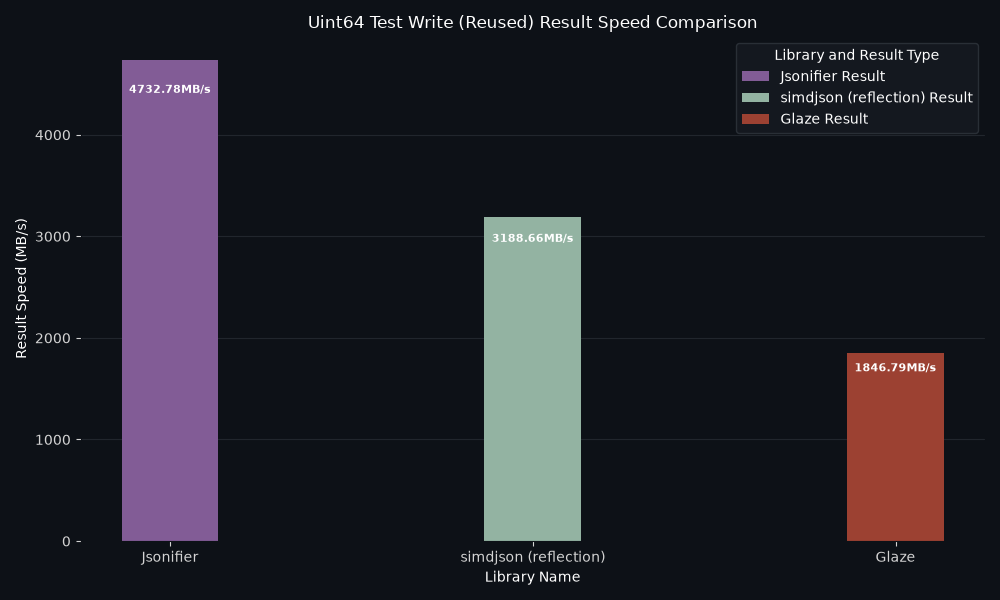 Uint64 Test Write (Reused) Result Speed Comparison
Library and Result Type
Jsonifier Result
simdjson (reflection) Result
Glaze Result
4732.78MB/s
3188.66MB/s
1846.79MB/s
4000
3000
2000
1000
0
Result Speed (MB/s)
Jsonifier
simdjson (reflection)
Glaze
Library Name